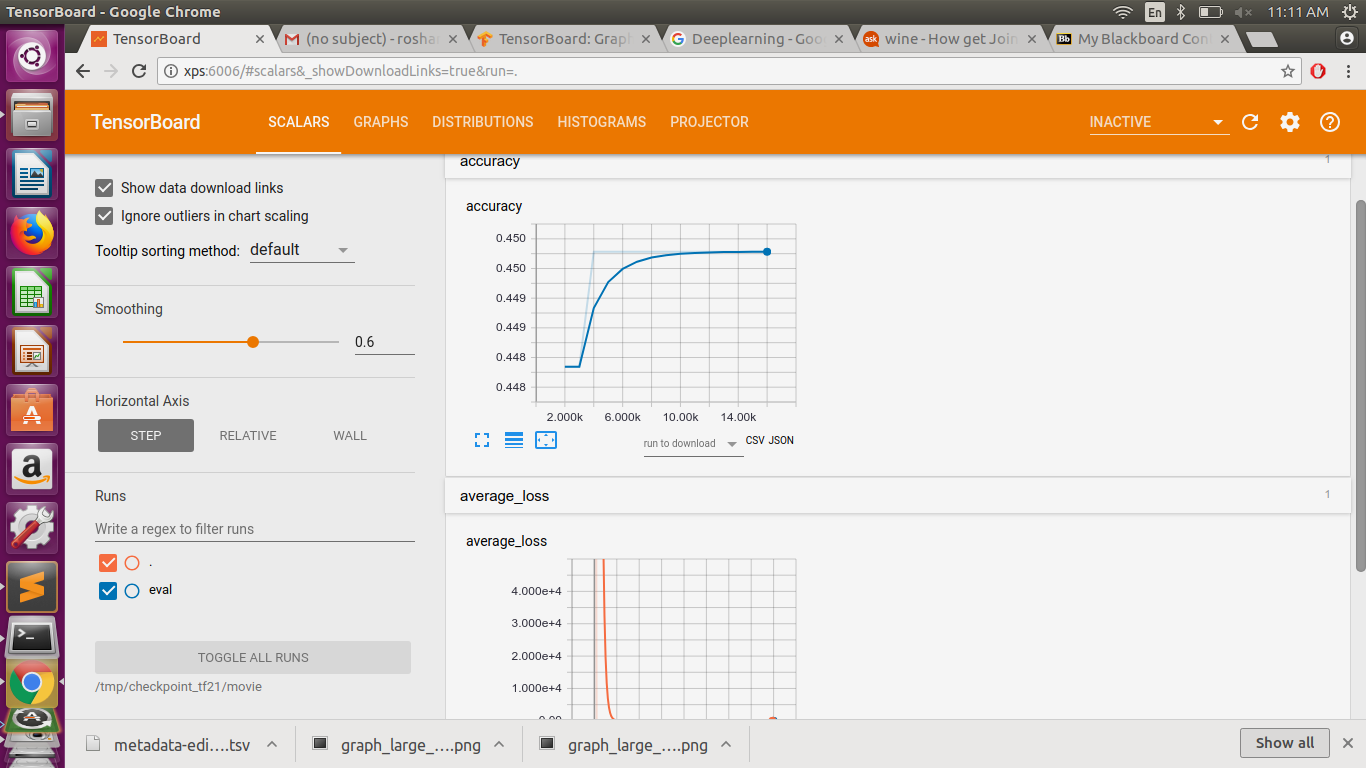 TensorBoard - Google Chrome
En
11:11 AM
TensorBoard
(no subject) - rosha
TensorBoard: Grap
Deeplearning - Goo
ask
wine - How get Join
Bb
My Blackboard Con
xps:6006/#scalars&_showDownloadLinks=true&run=.
TensorBoard
SCALARS
GRAPHS
DISTRIBUTIONS
HISTOGRAMS
PROJECTOR
INACTIVE
Show data download links
Ignore outliers in chart scaling
Tooltip sorting method: default
Smoothing
0.6
Horizontal Axis
STEP
RELATIVE
WALL
Runs
Write a regex to filter runs
.
eval
TOGGLE ALL RUNS
/tmp/checkpoint_tf21/movie
accuracy
1
accuracy
0.450
0.450
0.449
0.449
0.448
0.448
2.000k 6.000k 10.00k 14.00k
run to download
CSV JSON
average_loss
1
average_loss
4.000e+4
3.000e+4
2.000e+4
1.000e+4
0.00
metadata-edi....tsv
graph_large_....png
graph_large_....png
Show all